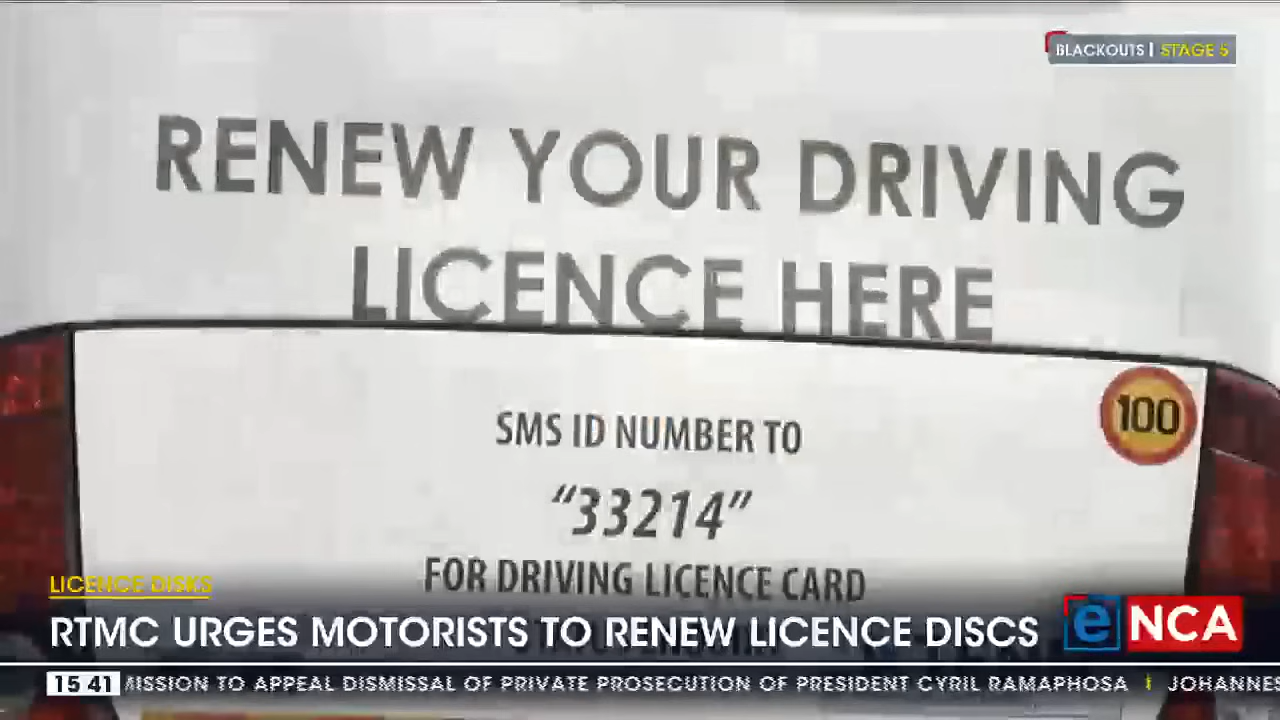 BLACKOUTS | STAGE 5
RENEW YOUR DRIVING
LICENCE HERE
100
SMS ID NUMBER TO
“33214”
FOR DRIVING LICENCE CARD
LICENCE DISKS
RTMC URGES MOTORISTS TO RENEW LICENCE DISCS
eNCA
15 41 MISSION TO APPEAL DISMISSAL OF PRIVATE PROSECUTION OF PRESIDENT CYRIL RAMAPHOSA